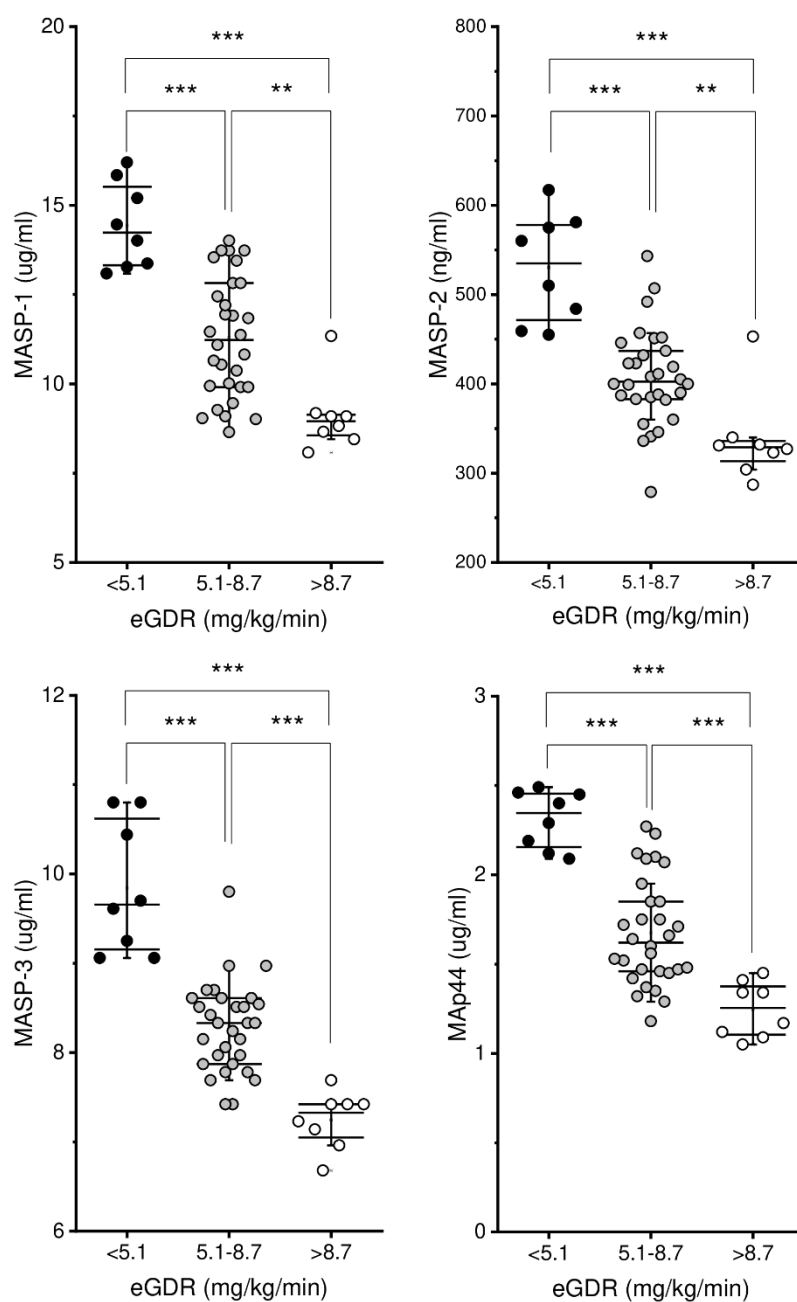 ***
*** **
20
15
10
5
MASP-1 (ug/ml)
<5.1 5.1-8.7 >8.7
eGDR (mg/kg/min)
***
*** **
800
700
600
500
400
300
200
MASP-2 (ng/ml)
<5.1 5.1-8.7 >8.7
eGDR (mg/kg/min)
***
*** ***
12
10
8
6
MASP-3 (ug/ml)
<5.1 5.1-8.7 >8.7
eGDR (mg/kg/min)
***
*** ***
3
2
1
0
MAp44 (ug/ml)
<5.1 5.1-8.7 >8.7
eGDR (mg/kg/min)